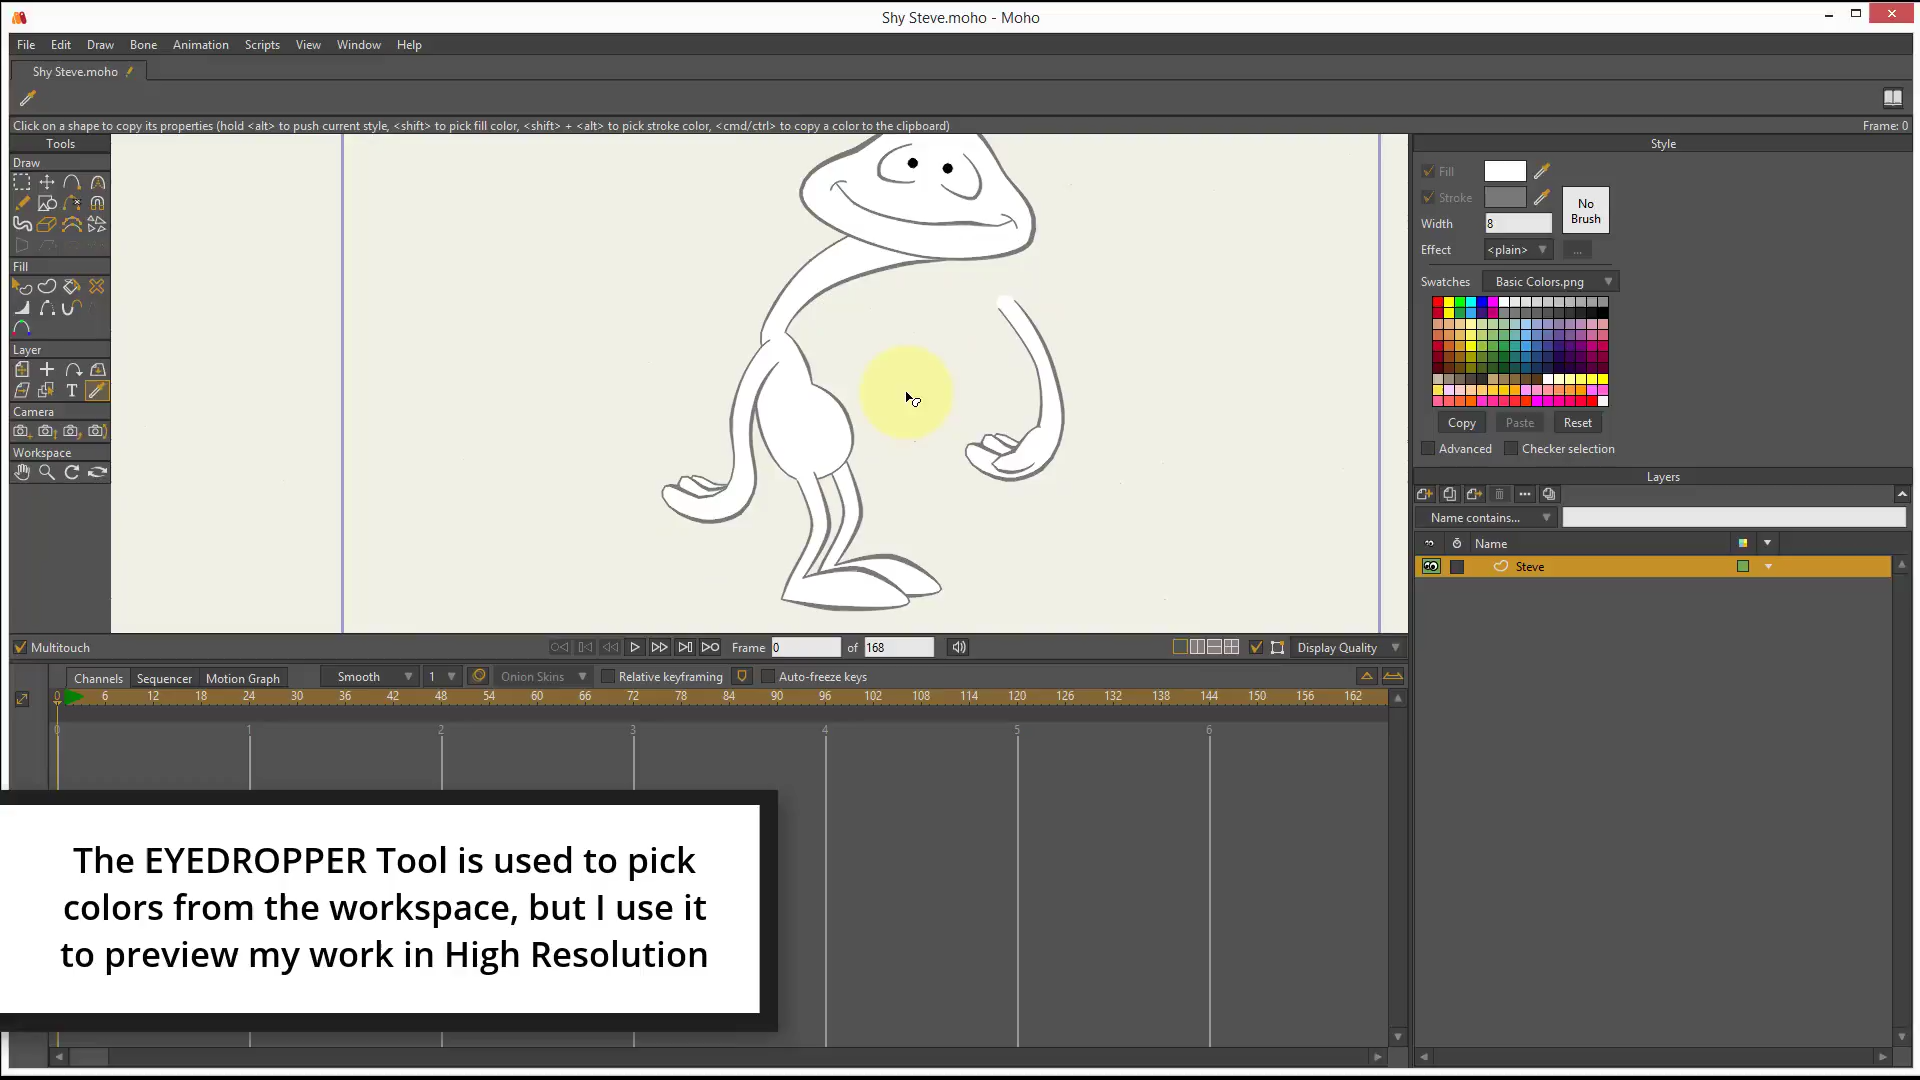 Shy Steve.moho - Moho
File Edit Draw Bone Animation Scripts View Window Help
Shy Steve.moho
Click on a shape to copy its properties (hold <alt> to push current style, <shift> to pick fill color, <shift> + <alt> to pick stroke color, <cmd/ctrl> to copy a color to the clipboard)
Frame: 0
Tools
Draw
Fill
Layer
T
Camera
Workspace
Style
Fill
Stroke
No
Brush
Width 8
Effect <plain> ...
Swatches Basic Colors.png
Copy Paste Reset
Advanced Checker selection
Layers
Name contains...
Name
Steve
Multitouch
Frame 0 of 168
Display Quality
Channels Sequencer Motion Graph Smooth 1 Onion Skins Relative keyframing Auto-freeze keys
0 6 12 18 24 30 36 42 48 54 60 66 72 78 84 90 96 102 108 114 120 126 132 138 144 150 156 162
0 1 2 3 4 5 6
The EYEDROPPER Tool is used to pick
colors from the workspace, but I use it
to preview my work in High Resolution